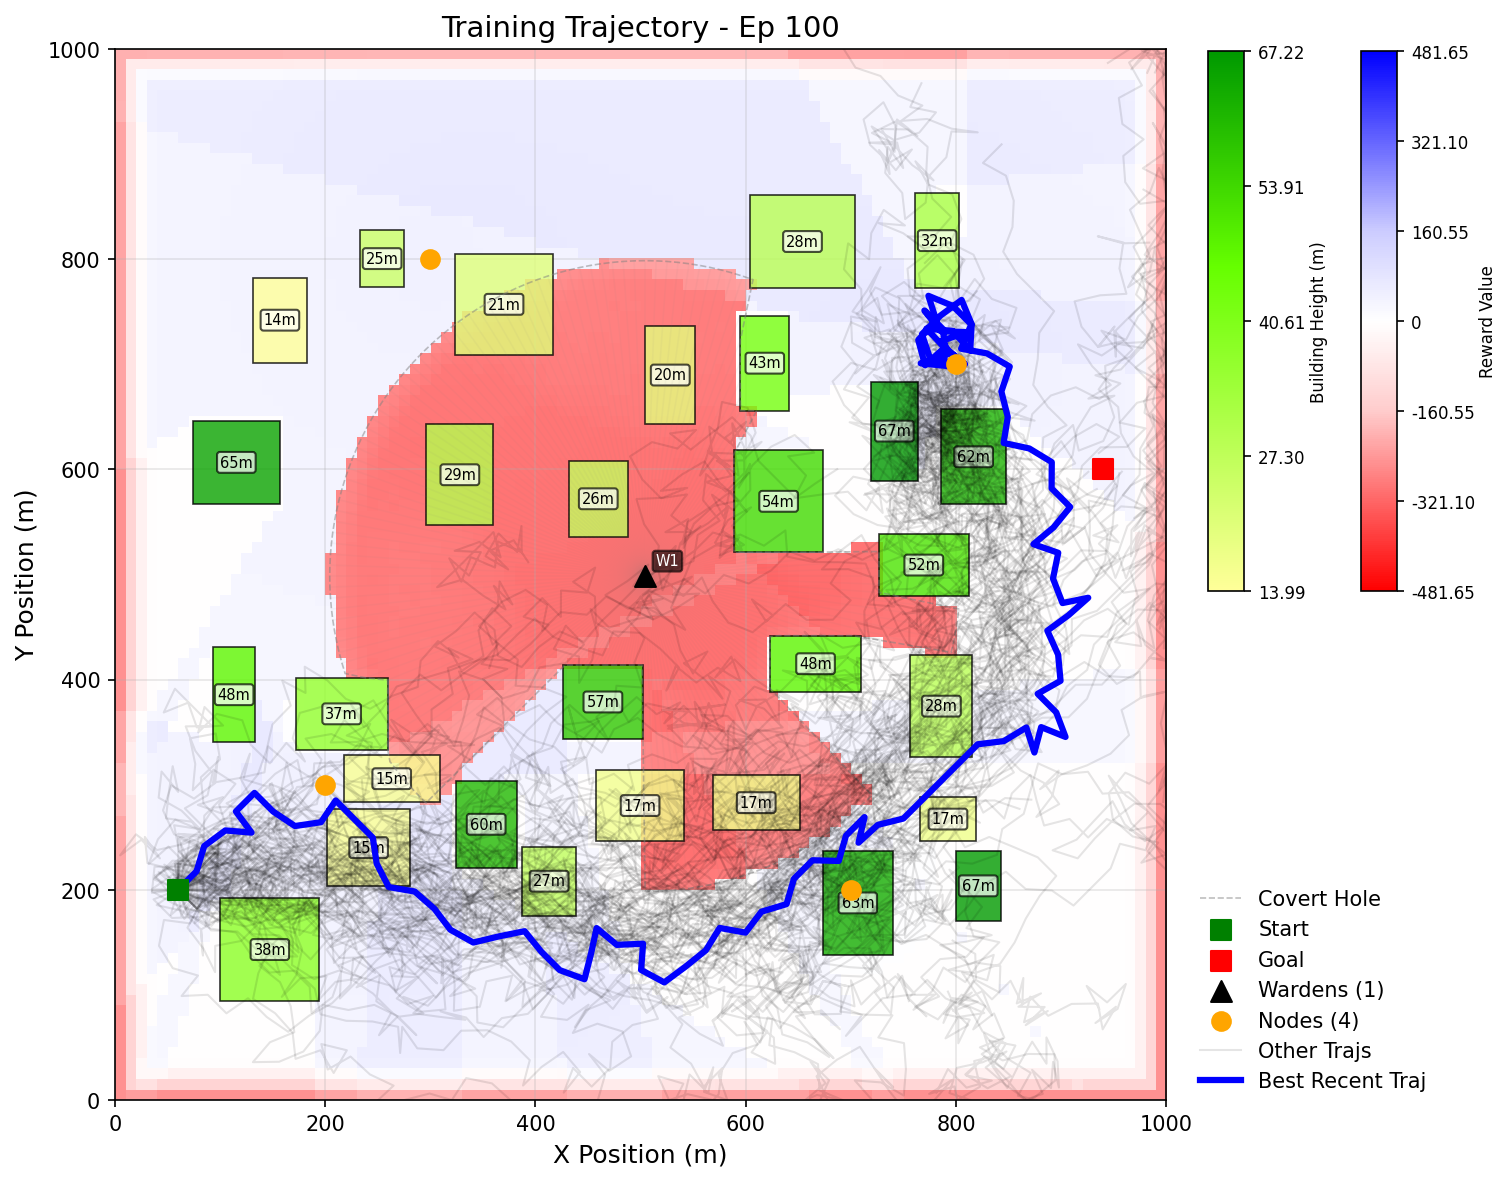 Training Trajectory - Ep 100
1000
800
600
400
200
0
0
200
400
600
800
1000
X Position (m)
Y Position (m)
28m
32m
25m
21m
14m
43m
20m
67m
65m
29m
62m
26m
54m
W1
52m
48m
48m
28m
57m
37m
15m
17m
17m
17m
60m
15m
27m
67m
63m
38m
67.22
53.91
40.61
27.30
13.99
Building Height (m)
481.65
321.10
160.55
0
-160.55
-321.10
-481.65
Reward Value
Covert Hole
Start
Goal
Wardens (1)
Nodes (4)
Other Trajs
Best Recent Traj